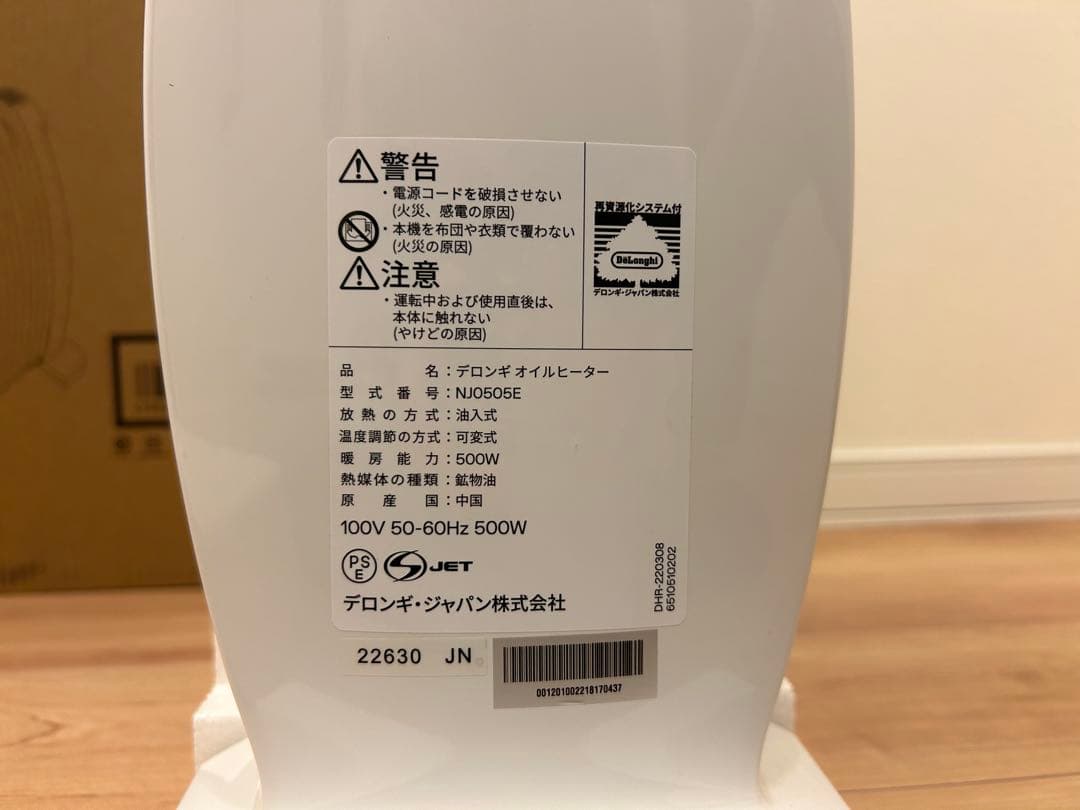 警告
・電源コードを破損させない
(火災、感電の原因)
・本機を布団や衣類で覆わない
(火災の原因)
注意
・運転中および使用直後は、
本体に触れない
(やけどの原因)
再資源化システム付
DeLonghi
デロンギ・ジャパン株式会社
品名:デロンギ オイルヒーター
型式番号:NJ0505E
放熱の方式:油入式
温度調節の方式:可変式
暖房能力:500W
熱媒体の種類:鉱物油
原産国:中国
100V 50-60Hz 500W
PS
E
JET
デロンギ・ジャパン株式会社
DHR-220308
6510510202
22630 JN
001201002218170437